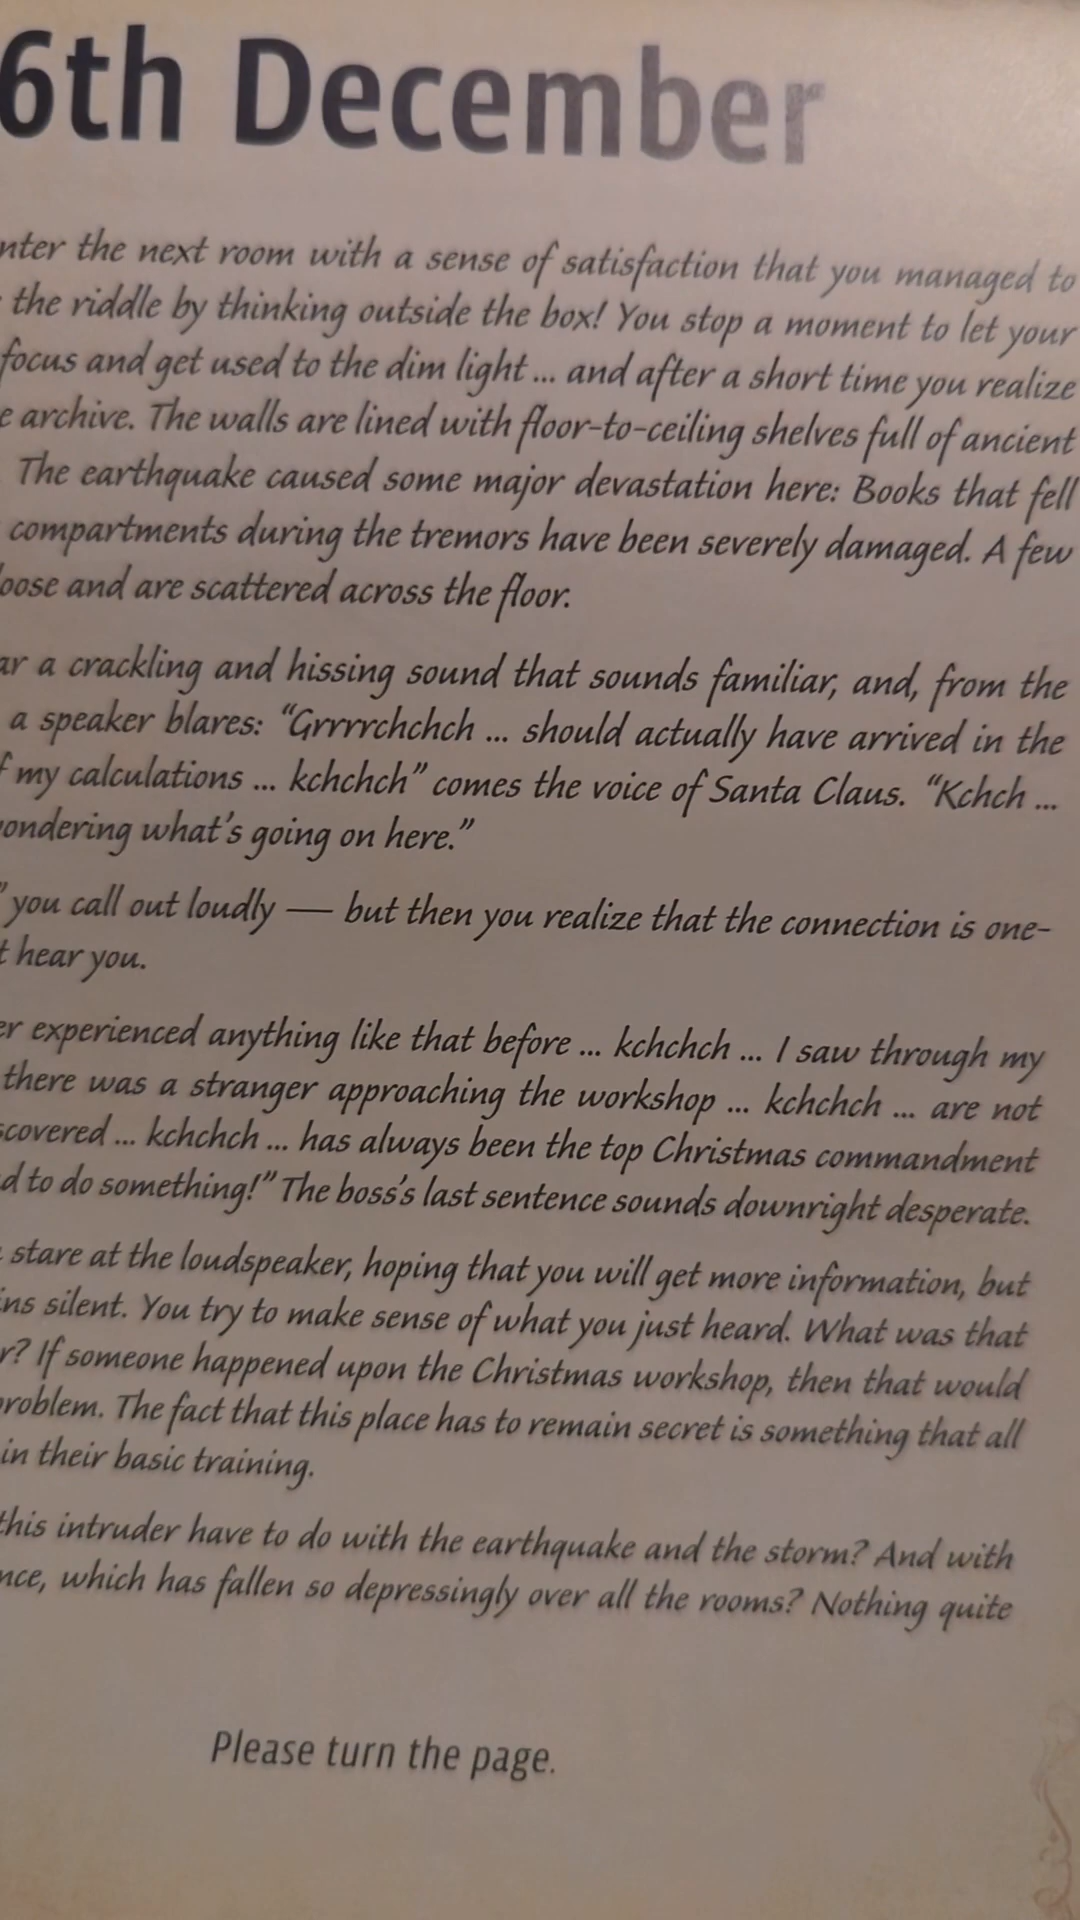 6th December
the next room with a sense of satisfaction that you managed to
the riddle by thinking outside the box! You stop a moment to let your
focus and get used to the dim light ... and after a short time you realize
archive. The walls are lined with floor-to-ceiling shelves full of ancient
The earthquake caused some major devastation here: Books that fell
compartments during the tremors have been severely damaged. A few
and are scattered across the floor.
a crackling and hissing sound that sounds familiar, and, from the
a speaker blares: “Grrrrchchch ... should actually have arrived in the
my calculations ... kchchch” comes the voice of Santa Claus. “Kchch ...
what’s going on here.”
you call out loudly — but then you realize that the connection is one-
hear you.
experienced anything like that before ... kchchch ... I saw through my
there was a stranger approaching the workshop ... kchchch ... are not
... kchchch ... has always been the top Christmas commandment
to do something!” The boss’s last sentence sounds downright desperate.
stare at the loudspeaker, hoping that you will get more information, but
silent. You try to make sense of what you just heard. What was that
If someone happened upon the Christmas workshop, then that would
problem. The fact that this place has to remain secret is something that all
in their basic training.
this intruder have to do with the earthquake and the storm? And with
which has fallen so depressingly over all the rooms? Nothing quite
Please turn the page.